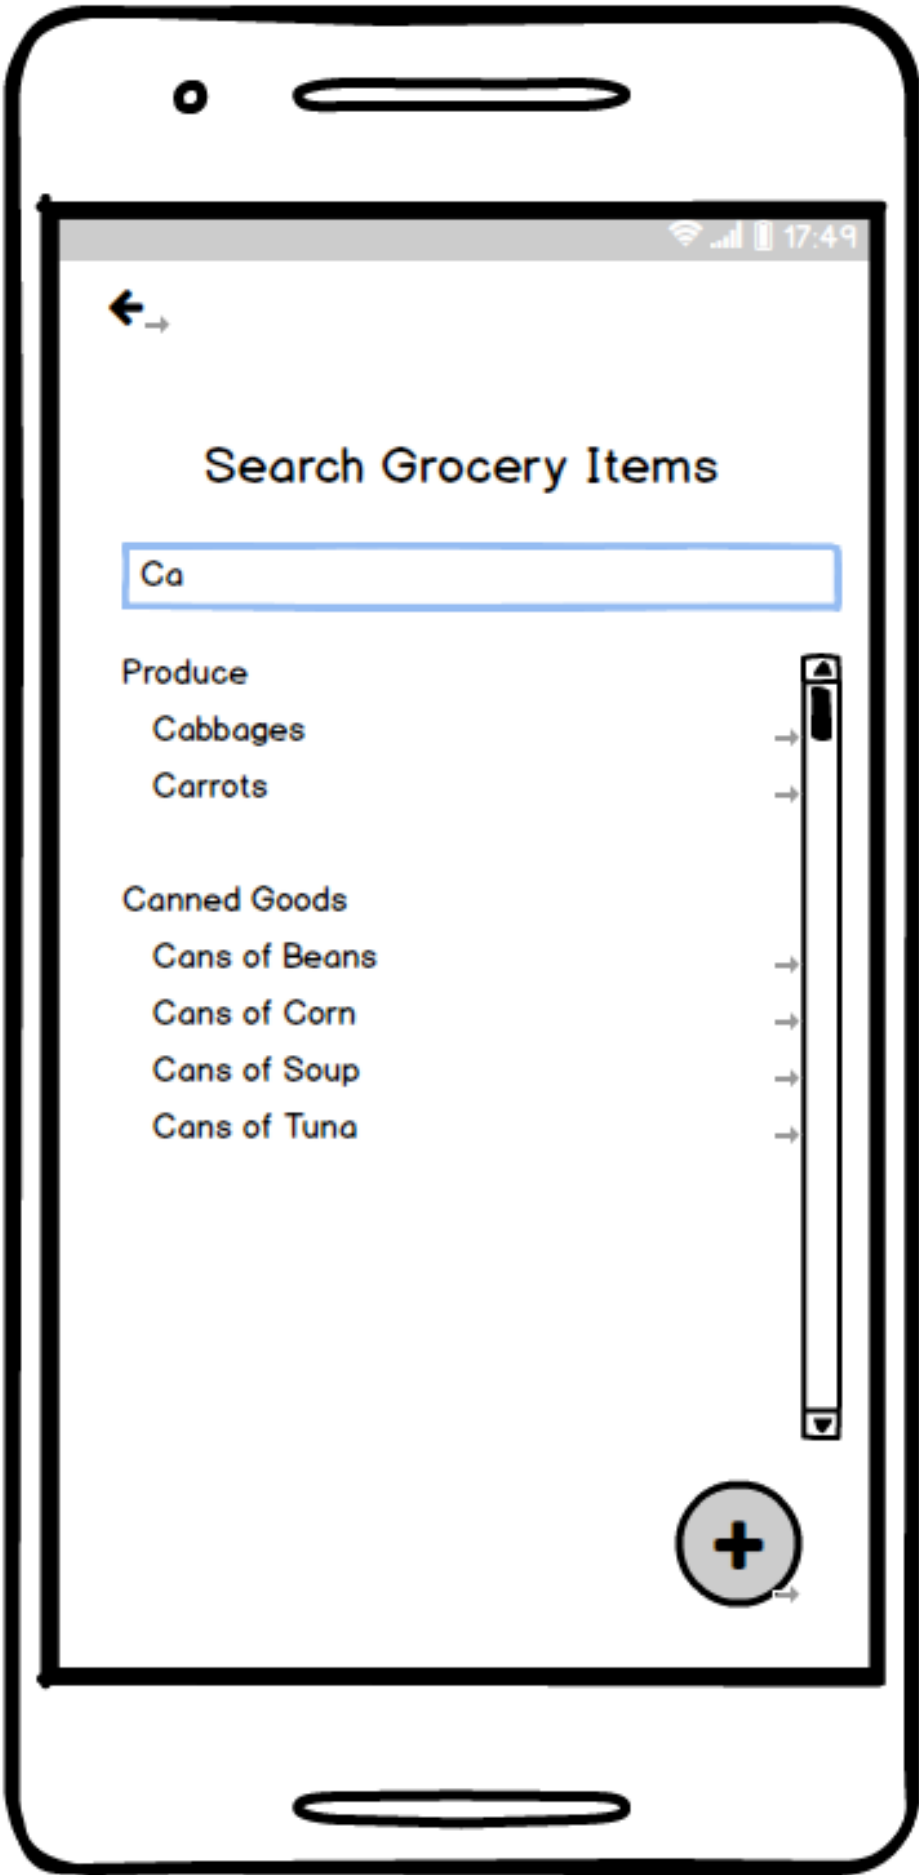 17:49
Search Grocery Items
Ca
Produce
Cabbages
Carrots
Canned Goods
Cans of Beans
Cans of Corn
Cans of Soup
Cans of Tuna